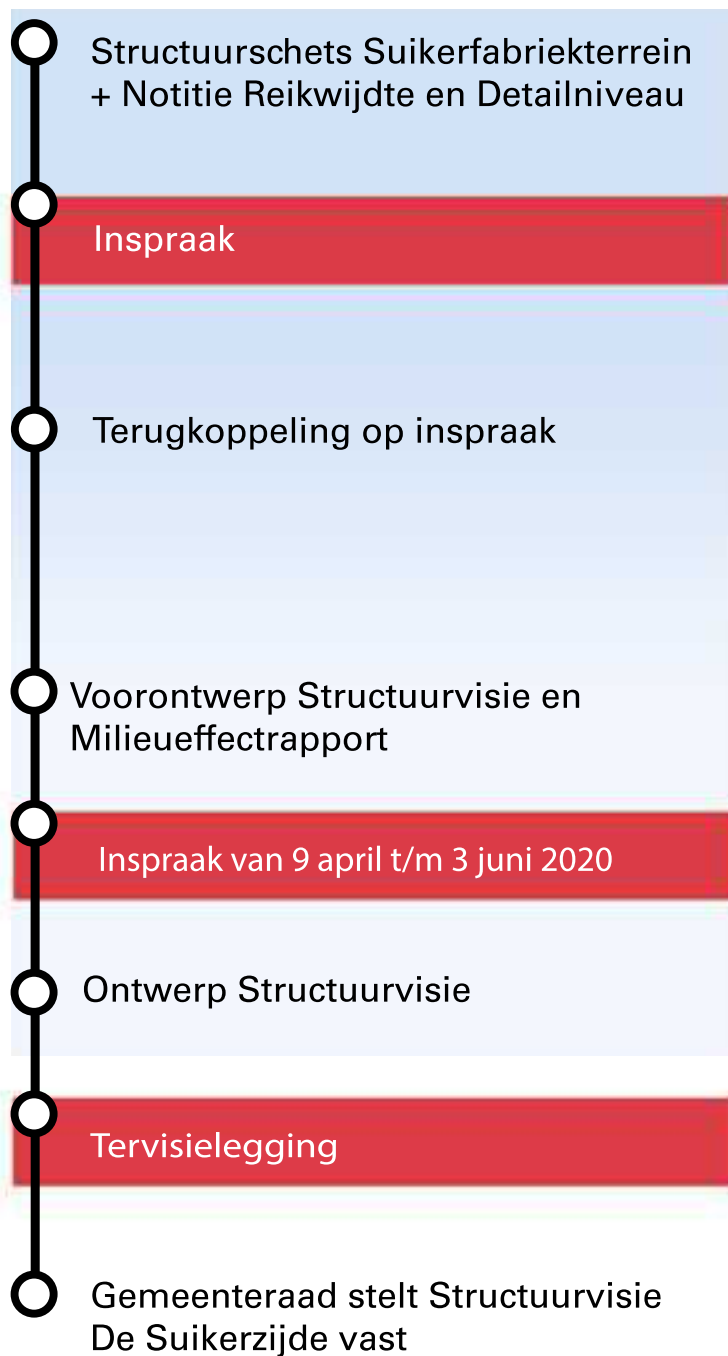 Structuurschets Suikerfabriekterrein
+ Notitie Reikwijdte en Detailniveau
Inspraak
Terugkoppeling op inspraak
Voorontwerp Structuurvisie en
Milieueffectrapport
Inspraak van 9 april t/m 3 juni 2020
Ontwerp Structuurvisie
Tervisielegging
Gemeenteraad stelt Structuurvisie
De Suikerzijde vast